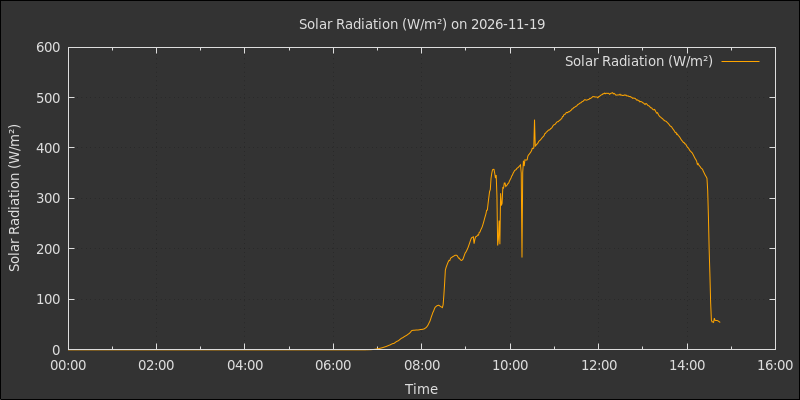 Solar Radiation (W/m²) on 2026-11-19
Solar Radiation (W/m²)
Solar Radiation (W/m²)
600
500
400
300
200
100
0
00:00 02:00 04:00 06:00 08:00 10:00 12:00 14:00 16:00
Time